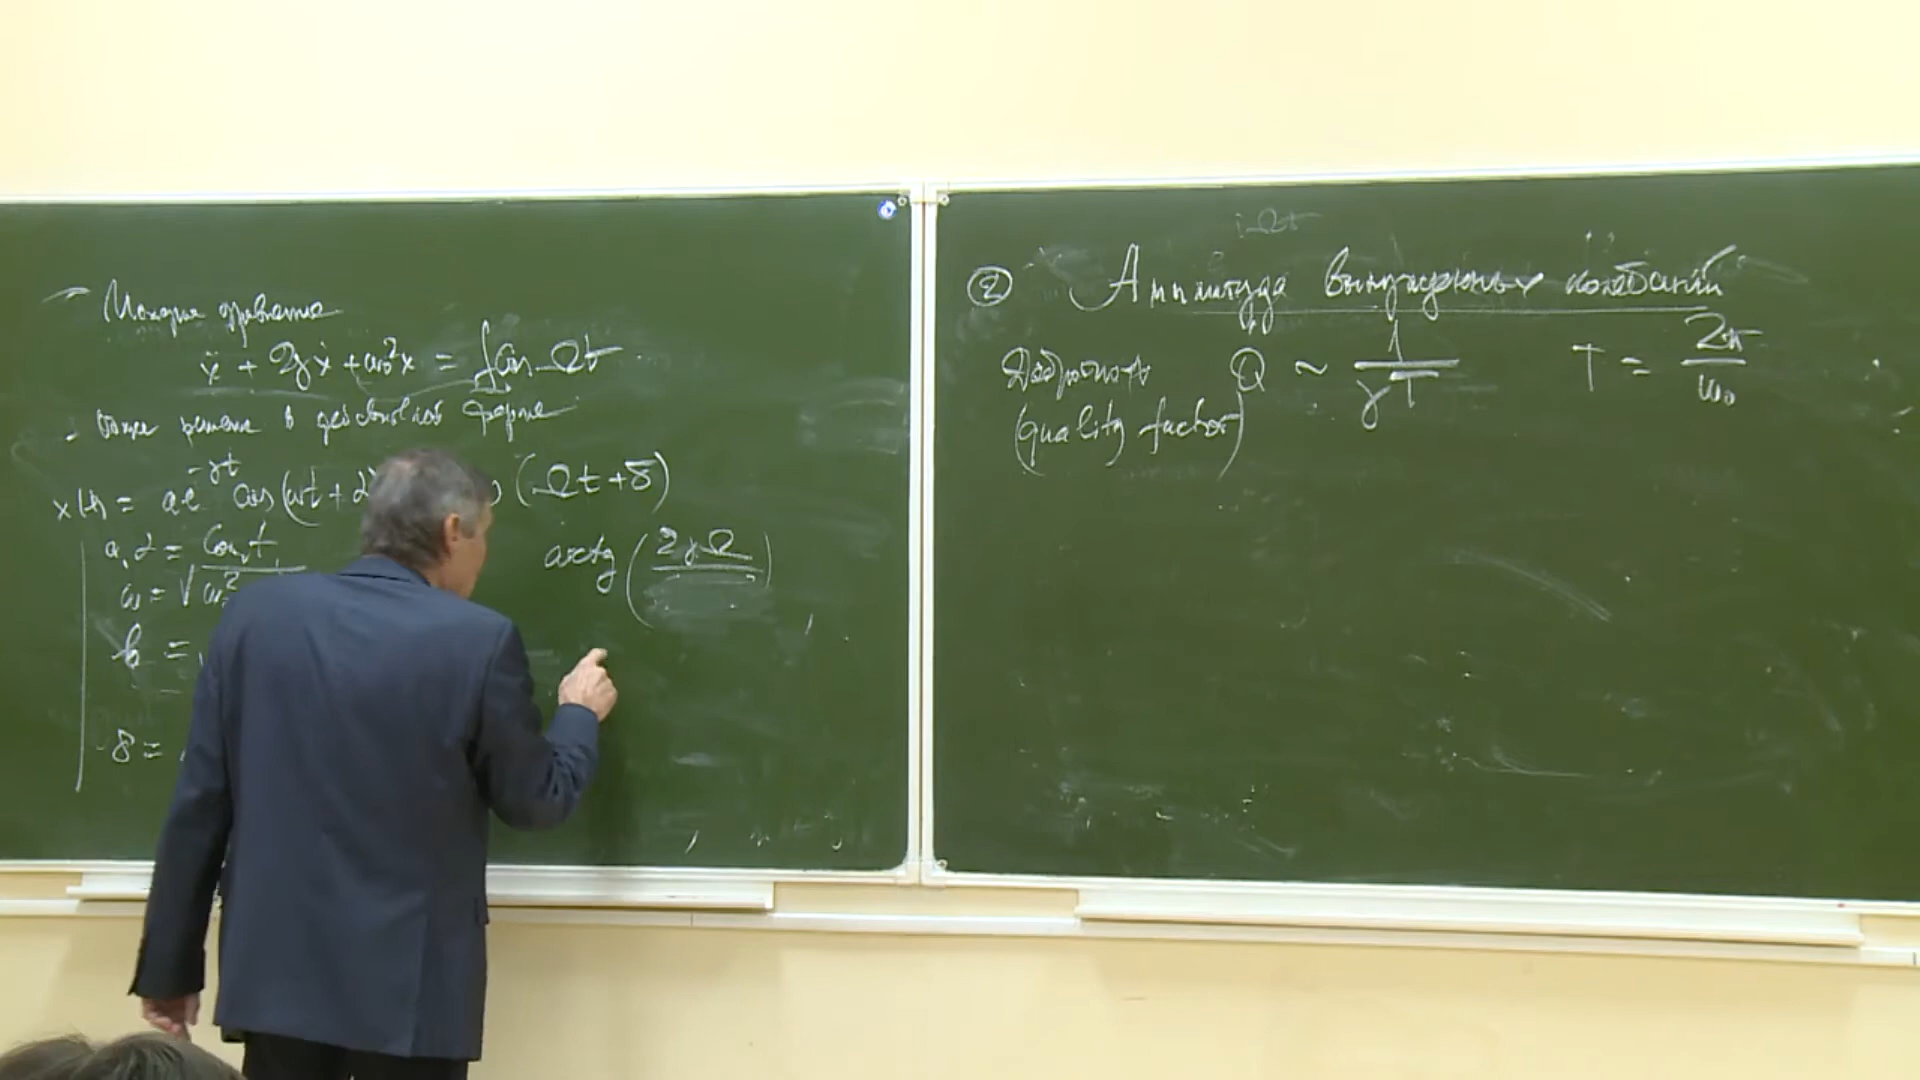 Исходное уравнение
ẍ + 2γẋ + ω₀²x = f cos Ωt
Общее решение в действительной форме
x(t) = a e^{-γt} cos(ωt + α) (Ωt + δ)
a, α = const,
ω = √ω₀²
b =
δ =
arctg (2γΩ
iΩt
② Амплитуда вынужденных колебаний
Добротность Q ~ 1/γT T = 2π/ω₀
(quality factor)